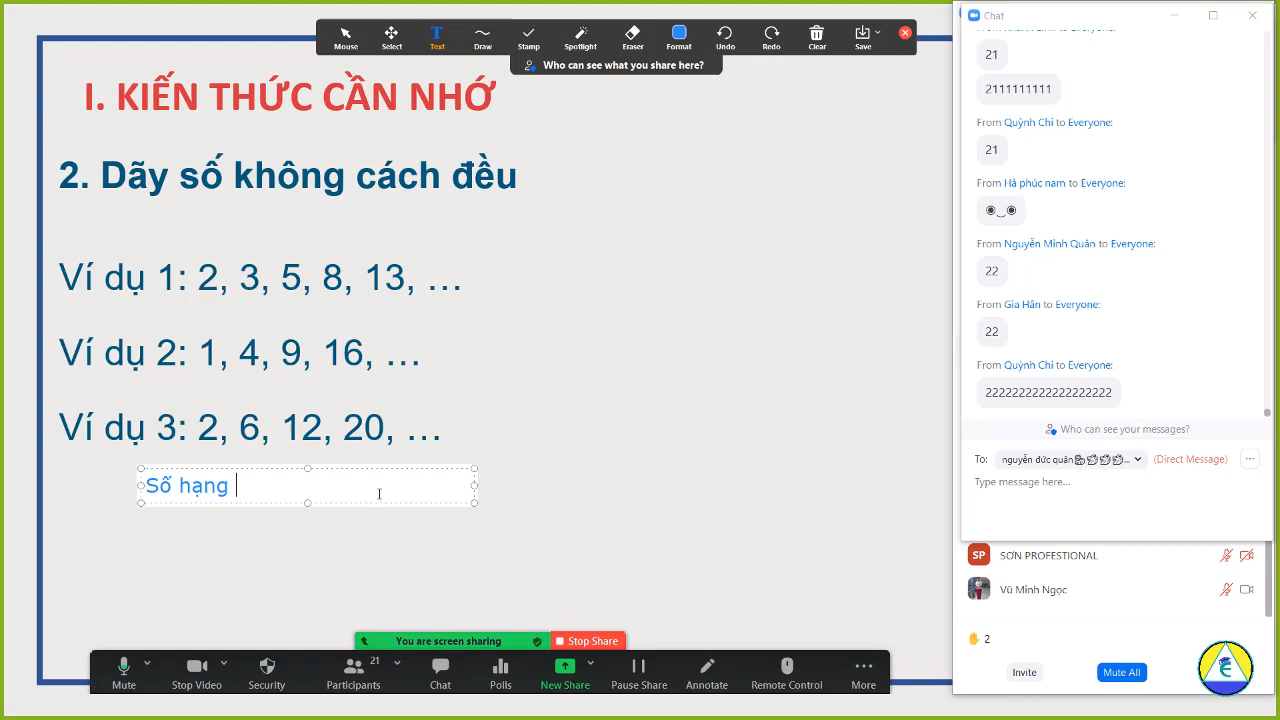 Mouse
Select
Text
Draw
Stamp
Spotlight
Eraser
Format
Undo
Redo
Clear
Save
Who can see what you share here?
I. KIẾN THỨC CẦN NHỚ
2. Dãy số không cách đều
Ví dụ 1: 2, 3, 5, 8, 13, …
Ví dụ 2: 1, 4, 9, 16, …
Ví dụ 3: 2, 6, 12, 20, …
Số hạng
You are screen sharing
Stop Share
Mute
Stop Video
Security
21
Participants
Chat
Polls
New Share
Pause Share
Annotate
Remote Control
More
Chat
21
2111111111
From Quỳnh Chi to Everyone:
21
From Hà phúc nam to Everyone:
◉‿◉
From Nguyễn Minh Quân to Everyone:
22
From Gia Hân to Everyone:
22
From Quỳnh Chi to Everyone:
2222222222222222222
Who can see your messages?
To: nguyễn đức quân... (Direct Message)
Type message here...
SP SƠN PROFESTIONAL
Vũ Minh Ngọc
✋ 2
Invite
Mute All